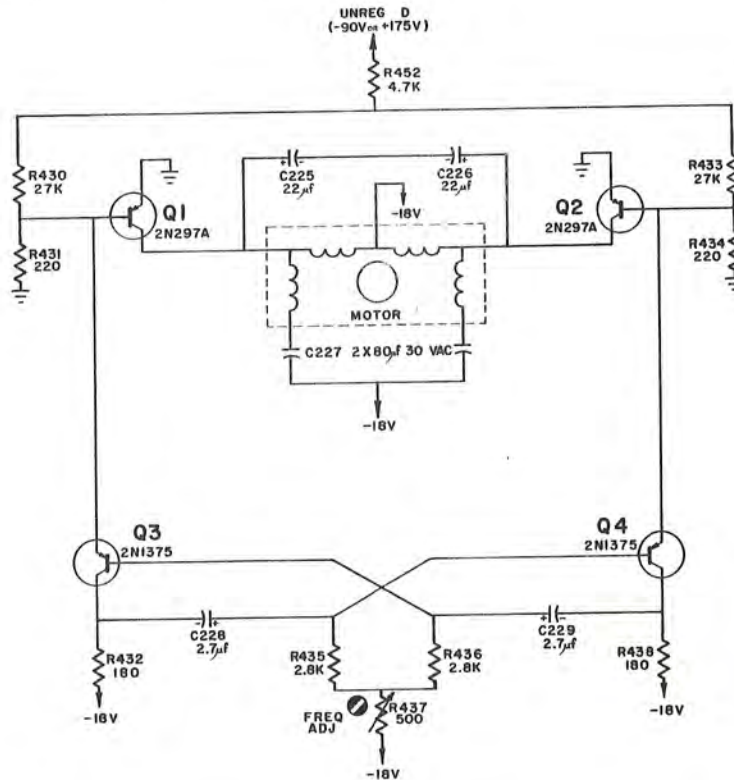 UNREG D
(-90V OR +175V)
R452
4.7K
R430
27K
R431
220
Q1
2N297A
C225
22µf
+ -
C226
22µf
- +
-18V
Q2
2N297A
R433
27K
R434
220
MOTOR
C227 2X80µf 30 VAC
-18V
Q3
2N1375
Q4
2N1375
- +
C228
2.7µf
+ -
C229
2.7µf
R432
180
-18V
R435
2.8K
R436
2.8K
R438
180
-18V
FREQ
ADJ
R437
500
-18V